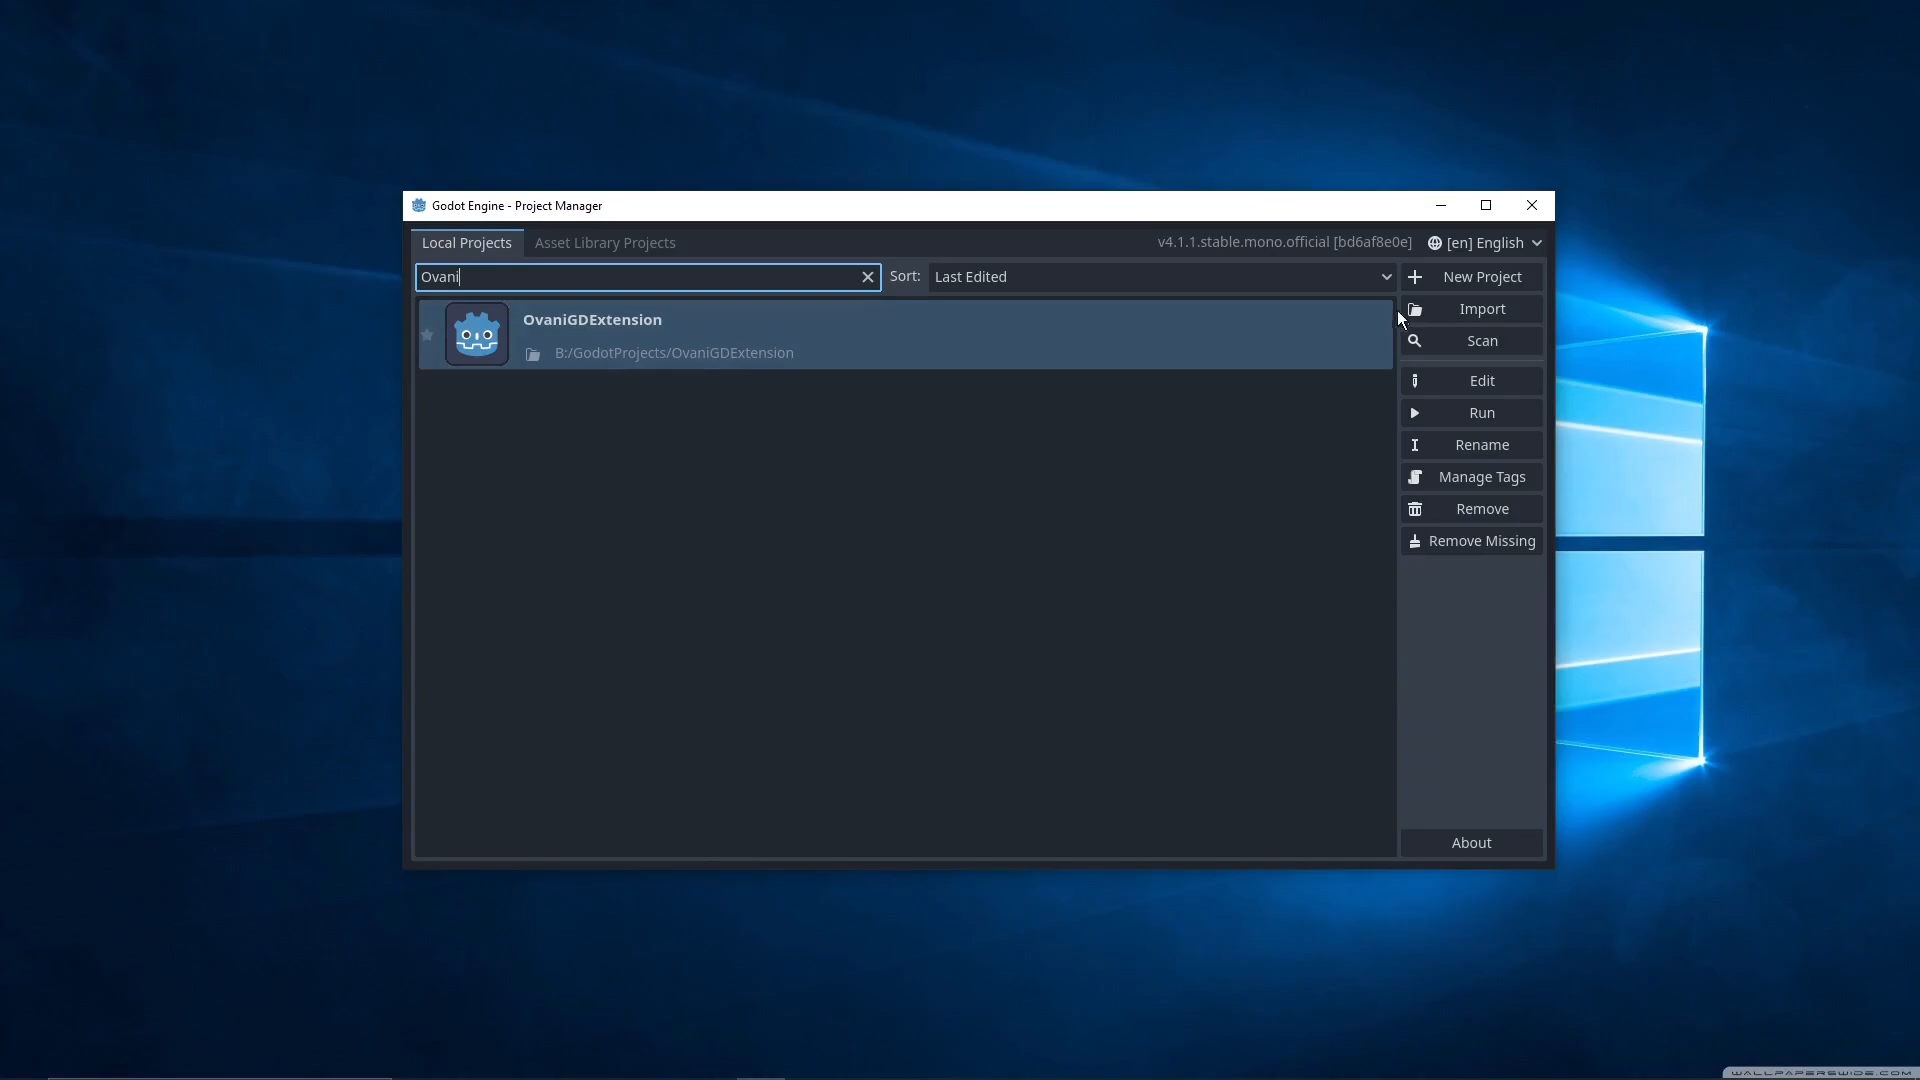 Godot Engine - Project Manager
Local Projects
Asset Library Projects
v4.1.1.stable.mono.official [bd6af8e0e]
[en] English
Ovani
Sort:
Last Edited
New Project
OvaniGDExtension
B:/GodotProjects/OvaniGDExtension
Import
Scan
Edit
Run
Rename
Manage Tags
Remove
Remove Missing
About
WALLPAPERSWIDE.COM